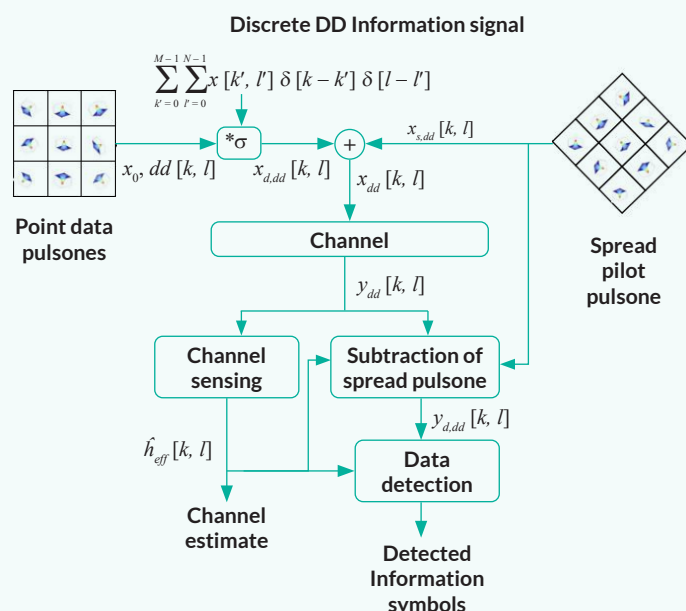 Discrete DD Information signal
M-1 N-1
∑ ∑ x [k′, l′] δ [k – k′] δ [l – l′]
k′ = 0 l′ = 0
*σ
+
x_{s,dd} [k, l]
x_0, dd [k, l]
x_{d,dd} [k, l]
x_{dd} [k, l]
Point data
pulsones
Channel
Spread
pilot
pulsone
y_{dd} [k, l]
Channel
sensing
Subtraction of
spread pulsone
y_{d,dd} [k, l]
ĥ_{eff} [k, l]
Data
detection
Channel
estimate
Detected
Information
symbols